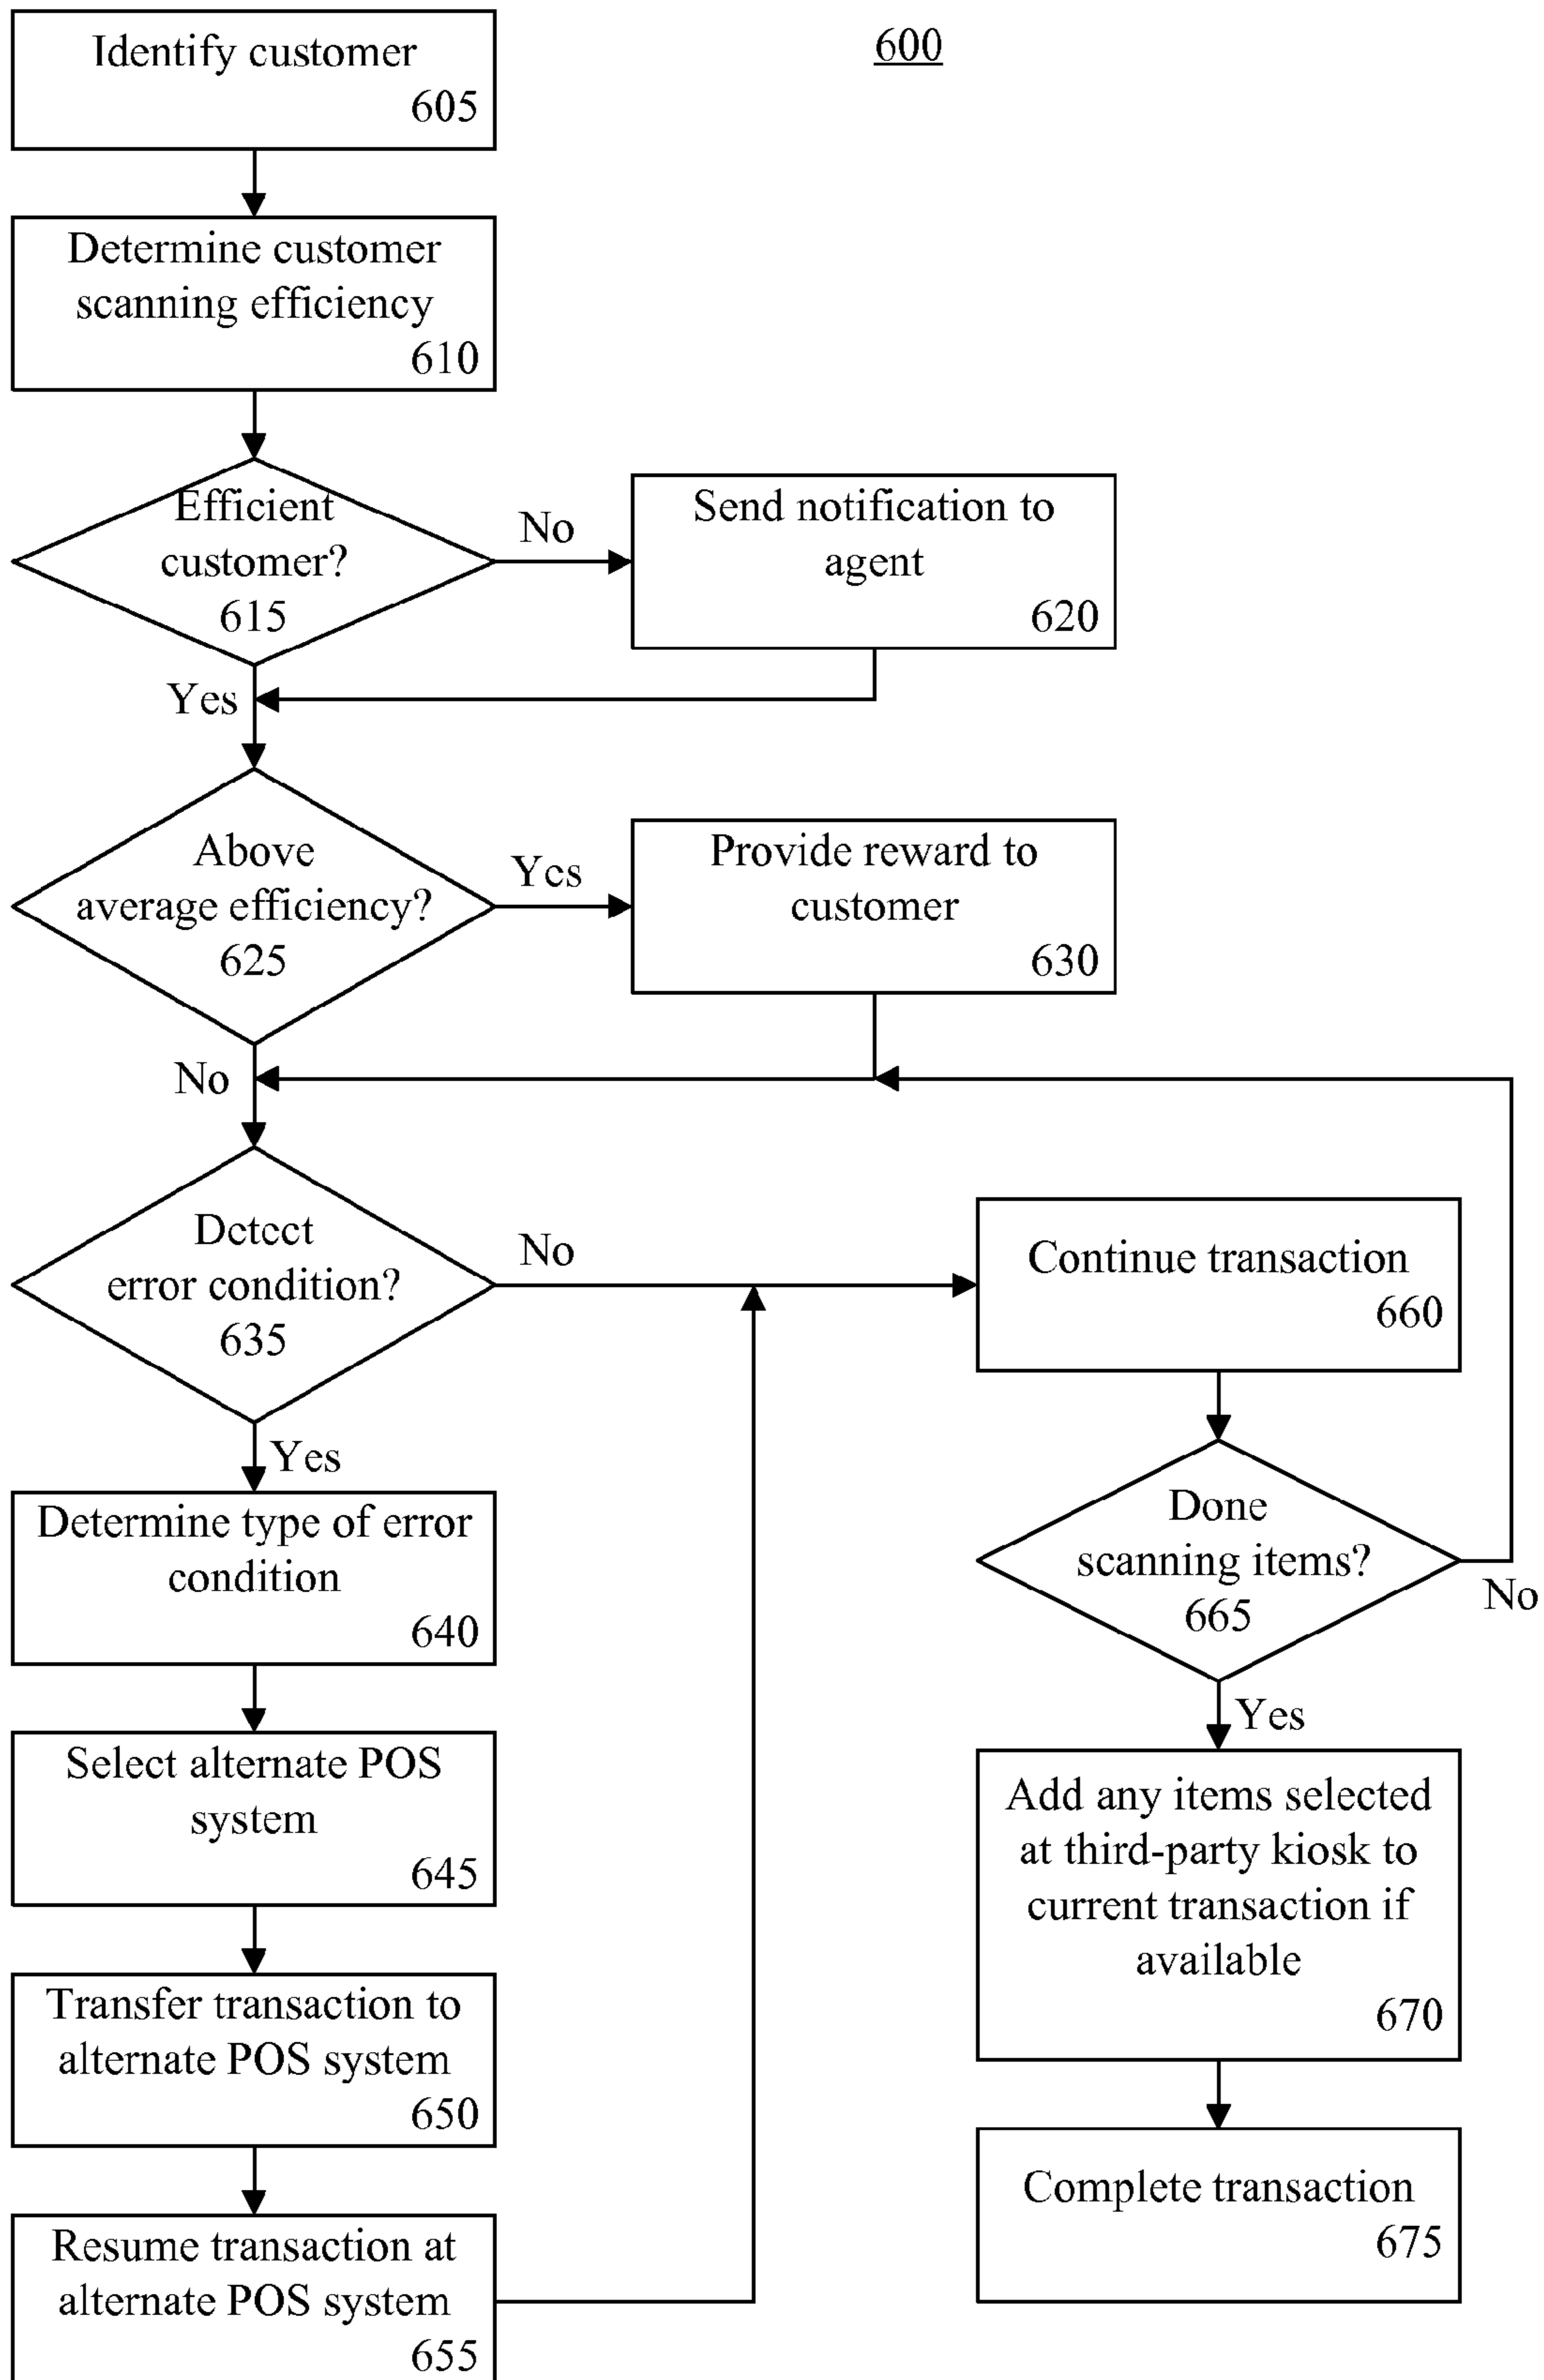 600
Identify customer
605
Determine customer
scanning efficiency
610
Efficient
customer?
615
No
Send notification to
agent
620
Yes
Above
average efficiency?
625
Yes
Provide reward to
customer
630
No
Detect
error condition?
635
No
Yes
Determine type of error
condition
640
Select alternate POS
system
645
Transfer transaction to
alternate POS system
650
Resume transaction at
alternate POS system
655
Continue transaction
660
Done
scanning items?
665
No
Yes
Add any items selected
at third-party kiosk to
current transaction if
available
670
Complete transaction
675